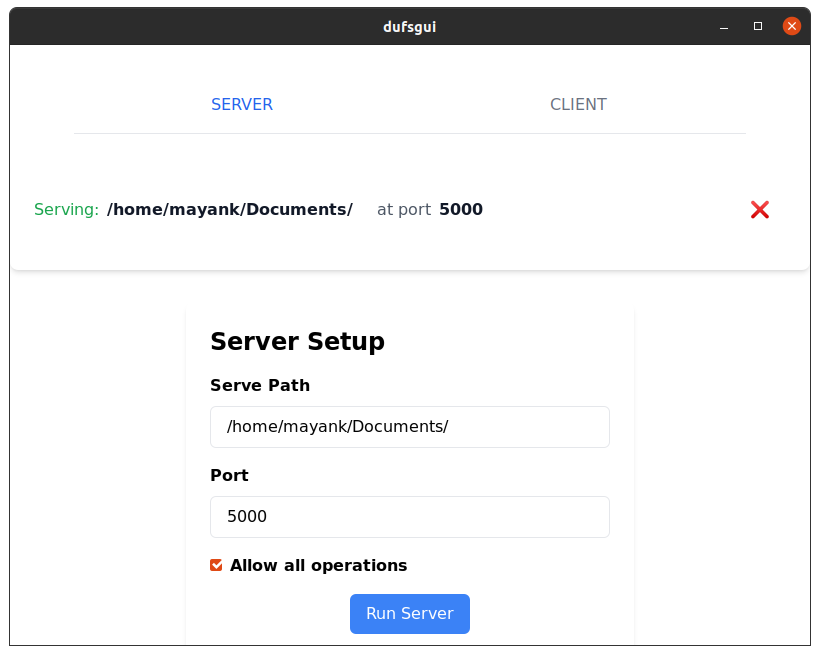 dufsgui
SERVER CLIENT
Serving: /home/mayank/Documents/ at port 5000
Server Setup
Serve Path
/home/mayank/Documents/
Port
5000
Allow all operations
Run Server